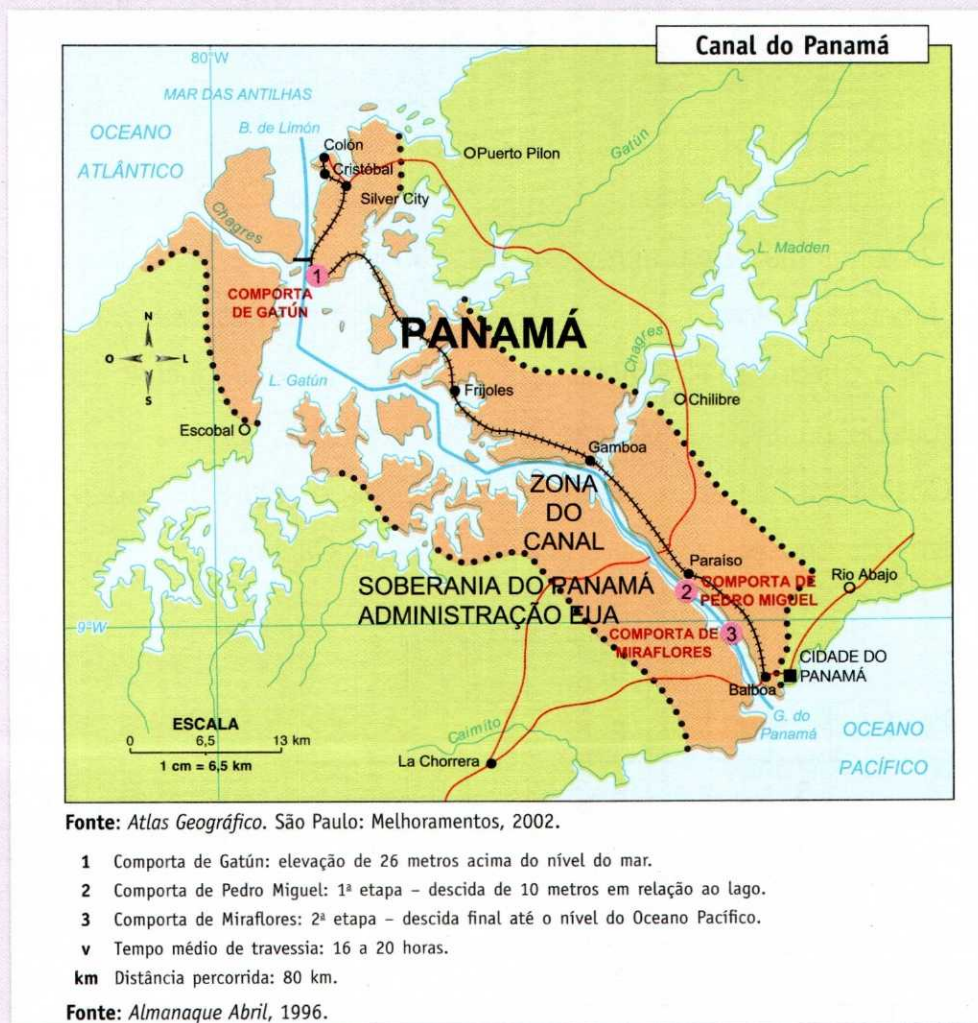 Canal do Panamá
80°W
MAR DAS ANTILHAS
OCEANO
ATLÂNTICO
B. de Limón
Colón
Cristóbal
Silver City
Puerto Pilon
Gatún
Chagres
L. Madden
1
COMPORTA
DE GATÚN
PANAMÁ
N
O
L
S
Chagres
L. Gatún
Frijoles
Chilibre
Escobal
Gamboa
ZONA
DO
CANAL
Paraíso
SOBERANIA DO PANAMÁ
ADMINISTRAÇÃO EUA
2
COMPORTA DE
PEDRO MIGUEL
Rio Abajo
9°W
COMPORTA DE
MIRAFLORES
3
CIDADE DO
PANAMÁ
Balboa
G. do
Panamá
OCEANO
PACÍFICO
ESCALA
0 6,5 13 km
1 cm = 6,5 km
Caimito
La Chorrera
Fonte: Atlas Geográfico. São Paulo: Melhoramentos, 2002.
1 Comporta de Gatún: elevação de 26 metros acima do nível do mar.
2 Comporta de Pedro Miguel: 1ª etapa – descida de 10 metros em relação ao lago.
3 Comporta de Miraflores: 2ª etapa – descida final até o nível do Oceano Pacífico.
v Tempo médio de travessia: 16 a 20 horas.
km Distância percorrida: 80 km.
Fonte: Almanaque Abril, 1996.